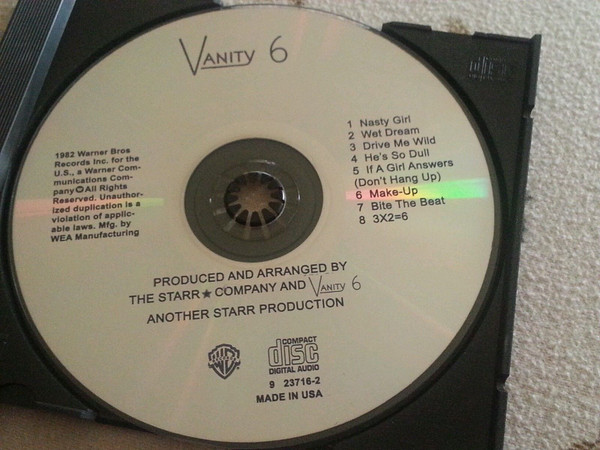 VANITY 6
1 Nasty Girl
2 Wet Dream
3 Drive Me Wild
4 He's So Dull
5 If A Girl Answers
(Don't Hang Up)
6 Make-Up
7 Bite The Beat
8 3X2=6
1982 Warner Bros
Records Inc. for the
U.S., a Warner Com-
munications Com-
pany ℗ All Rights
Reserved. Unauthor-
ized duplication is a
violation of applic-
able laws. Mfg. by
WEA Manufacturing
PRODUCED AND ARRANGED BY
THE STARR★COMPANY AND VANITY 6
ANOTHER STARR PRODUCTION
WB
COMPACT
disc
DIGITAL AUDIO
9 23716-2
MADE IN USA
disc